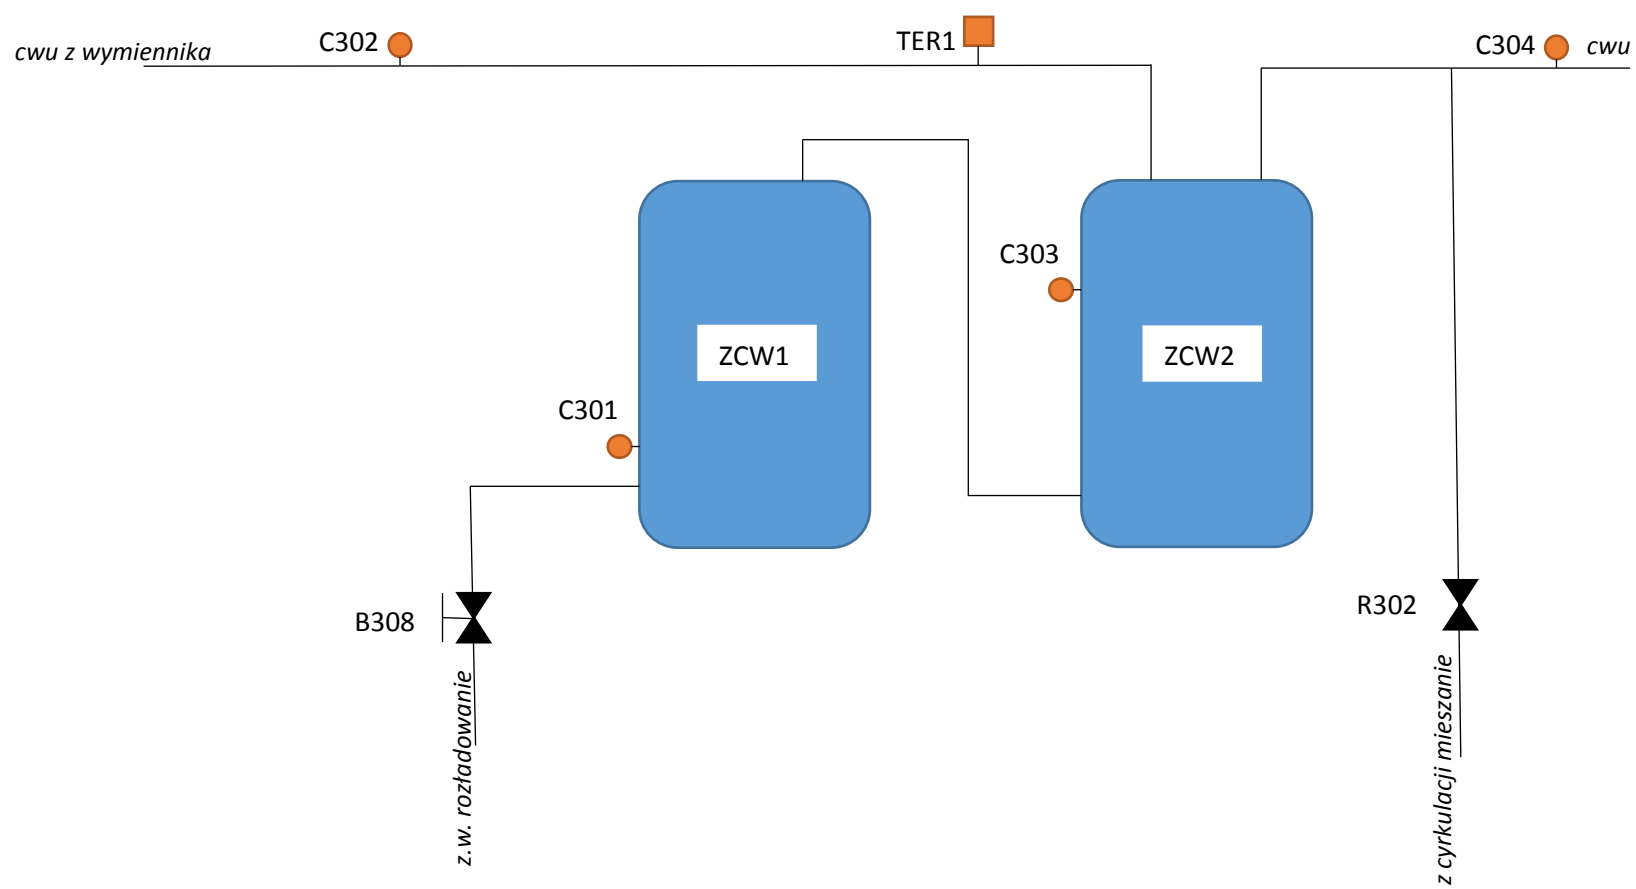 cwu z wymiennika
C302
TER1
C304
cwu
C303
ZCW1
ZCW2
C301
B308
R302
z.w. rozładowanie
z cyrkulacji mieszanie